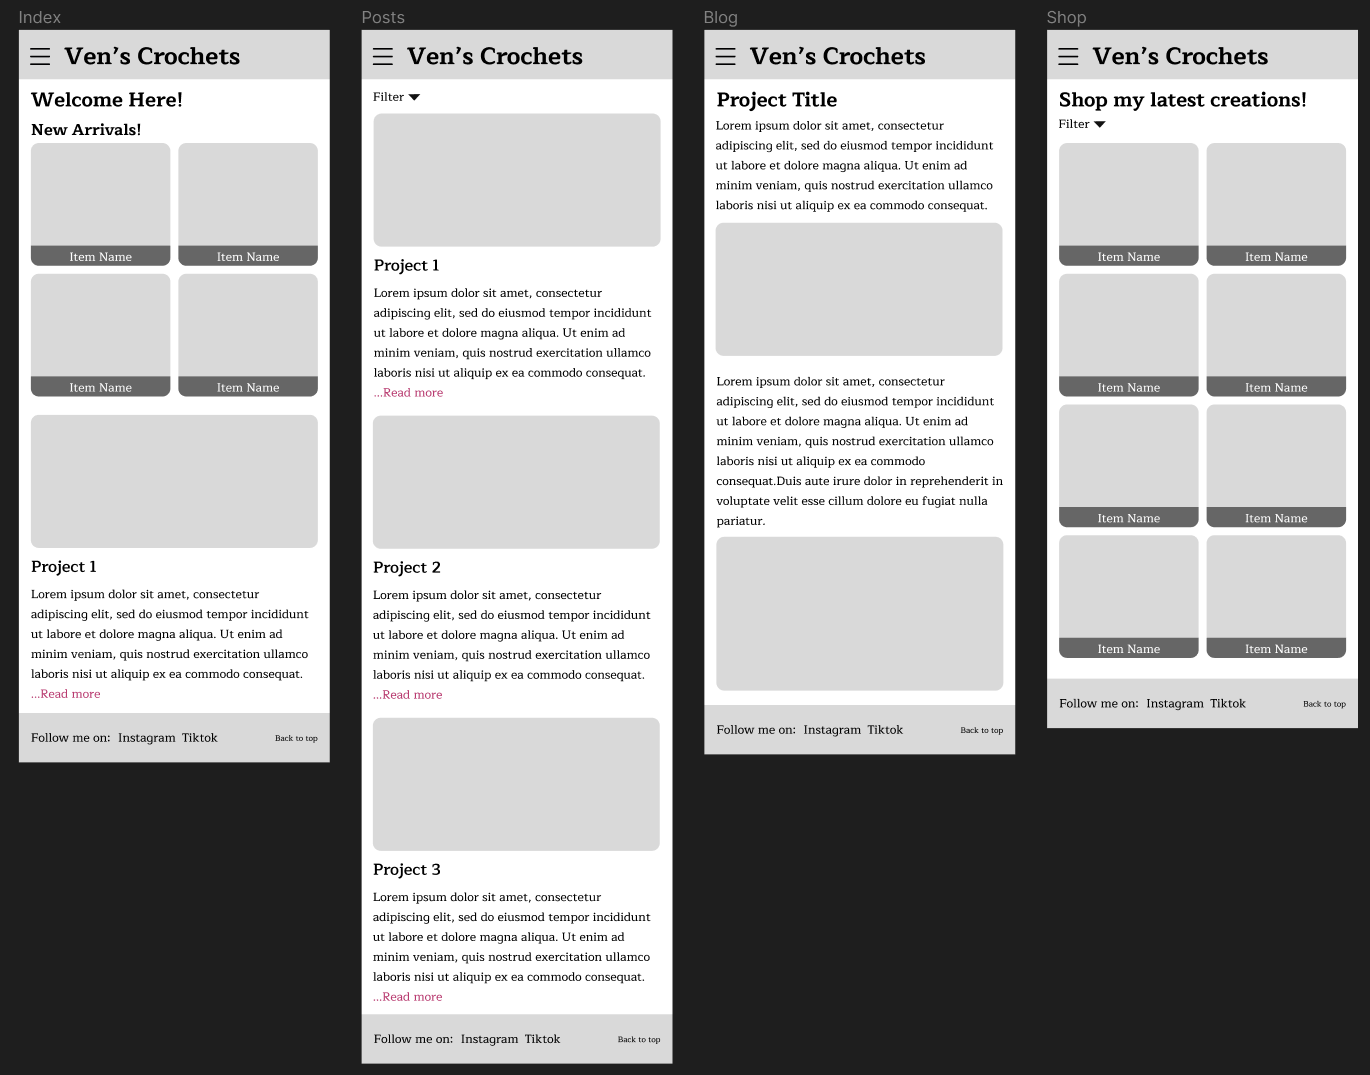 Index
Ven’s Crochets
Welcome Here!
New Arrivals!
Item Name
Item Name
Item Name
Item Name
Project 1
Lorem ipsum dolor sit amet, consectetur
adipiscing elit, sed do eiusmod tempor incididunt
ut labore et dolore magna aliqua. Ut enim ad
minim veniam, quis nostrud exercitation ullamco
laboris nisi ut aliquip ex ea commodo consequat.
...Read more
Follow me on: Instagram Tiktok Back to top
Posts
Ven’s Crochets
Filter
Project 1
Lorem ipsum dolor sit amet, consectetur
adipiscing elit, sed do eiusmod tempor incididunt
ut labore et dolore magna aliqua. Ut enim ad
minim veniam, quis nostrud exercitation ullamco
laboris nisi ut aliquip ex ea commodo consequat.
...Read more
Project 2
Lorem ipsum dolor sit amet, consectetur
adipiscing elit, sed do eiusmod tempor incididunt
ut labore et dolore magna aliqua. Ut enim ad
minim veniam, quis nostrud exercitation ullamco
laboris nisi ut aliquip ex ea commodo consequat.
...Read more
Project 3
Lorem ipsum dolor sit amet, consectetur
adipiscing elit, sed do eiusmod tempor incididunt
ut labore et dolore magna aliqua. Ut enim ad
minim veniam, quis nostrud exercitation ullamco
laboris nisi ut aliquip ex ea commodo consequat.
...Read more
Follow me on: Instagram Tiktok Back to top
Blog
Ven’s Crochets
Project Title
Lorem ipsum dolor sit amet, consectetur
adipiscing elit, sed do eiusmod tempor incididunt
ut labore et dolore magna aliqua. Ut enim ad
minim veniam, quis nostrud exercitation ullamco
laboris nisi ut aliquip ex ea commodo consequat.
Lorem ipsum dolor sit amet, consectetur
adipiscing elit, sed do eiusmod tempor incididunt
ut labore et dolore magna aliqua. Ut enim ad
minim veniam, quis nostrud exercitation ullamco
laboris nisi ut aliquip ex ea commodo
consequat.Duis aute irure dolor in reprehenderit in
voluptate velit esse cillum dolore eu fugiat nulla
pariatur.
Follow me on: Instagram Tiktok Back to top
Shop
Ven’s Crochets
Shop my latest creations!
Filter
Item Name
Item Name
Item Name
Item Name
Item Name
Item Name
Item Name
Item Name
Follow me on: Instagram Tiktok Back to top